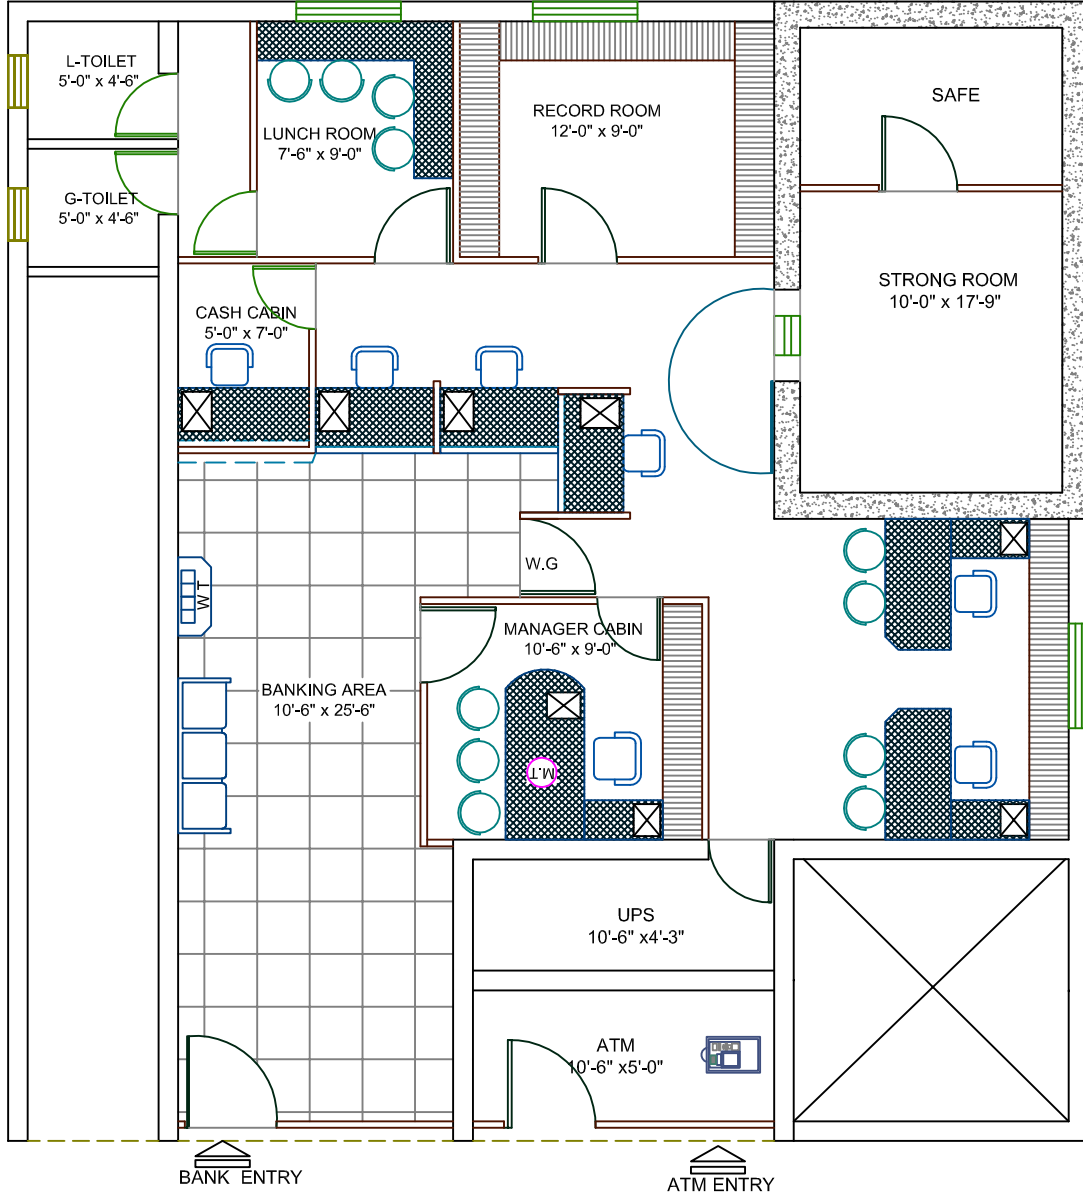 L-TOILET
5'-0" x 4'-6"
LUNCH ROOM
7'-6" x 9'-0"
RECORD ROOM
12'-0" x 9'-0"
SAFE
G-TOILET
5'-0" x 4'-6"
STRONG ROOM
10'-0" x 17'-9"
CASH CABIN
5'-0" x 7'-0"
W.G
W.T
MANAGER CABIN
10'-6" x 9'-0"
BANKING AREA
10'-6" x 25'-6"
M.T
UPS
10'-6" x4'-3"
ATM
10'-6" x5'-0"
BANK ENTRY
ATM ENTRY